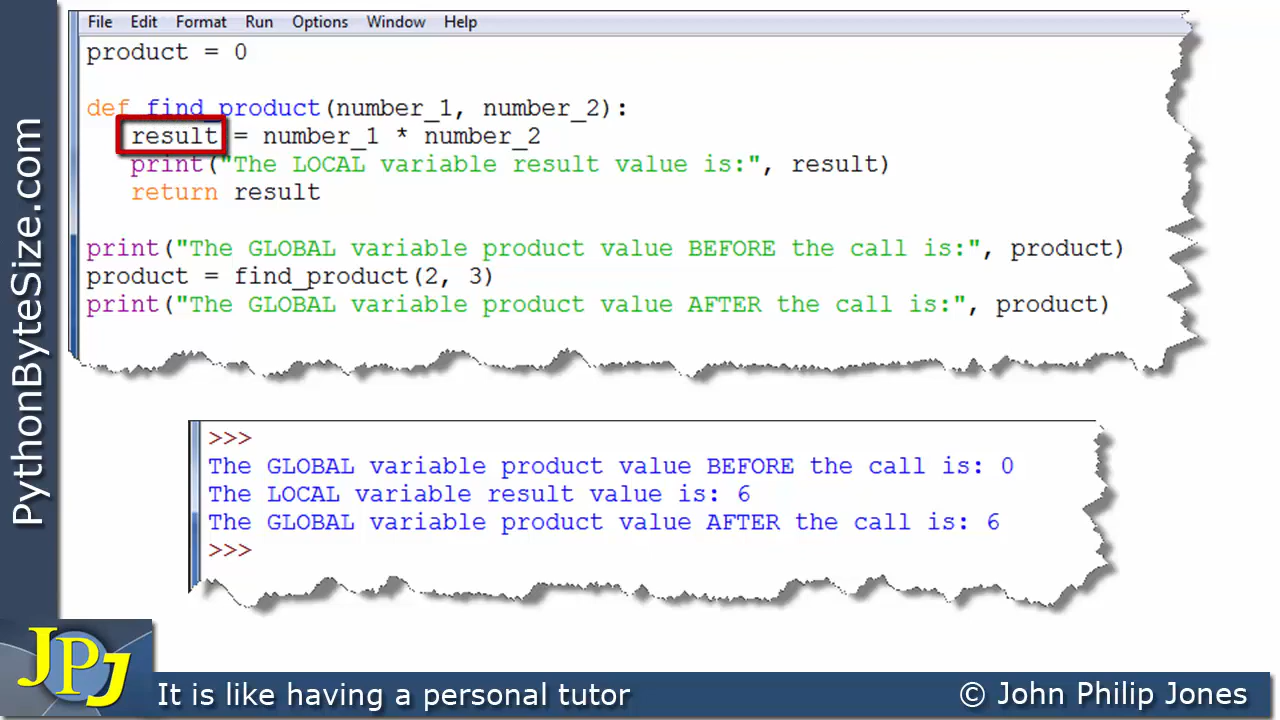 PythonByteSize.com
File Edit Format Run Options Window Help
product = 0
def find_product(number_1, number_2):
result = number_1 * number_2
print("The LOCAL variable result value is:", result)
return result
print("The GLOBAL variable product value BEFORE the call is:", product)
product = find_product(2, 3)
print("The GLOBAL variable product value AFTER the call is:", product)
>>>
The GLOBAL variable product value BEFORE the call is: 0
The LOCAL variable result value is: 6
The GLOBAL variable product value AFTER the call is: 6
>>>
JPJ
It is like having a personal tutor
© John Philip Jones